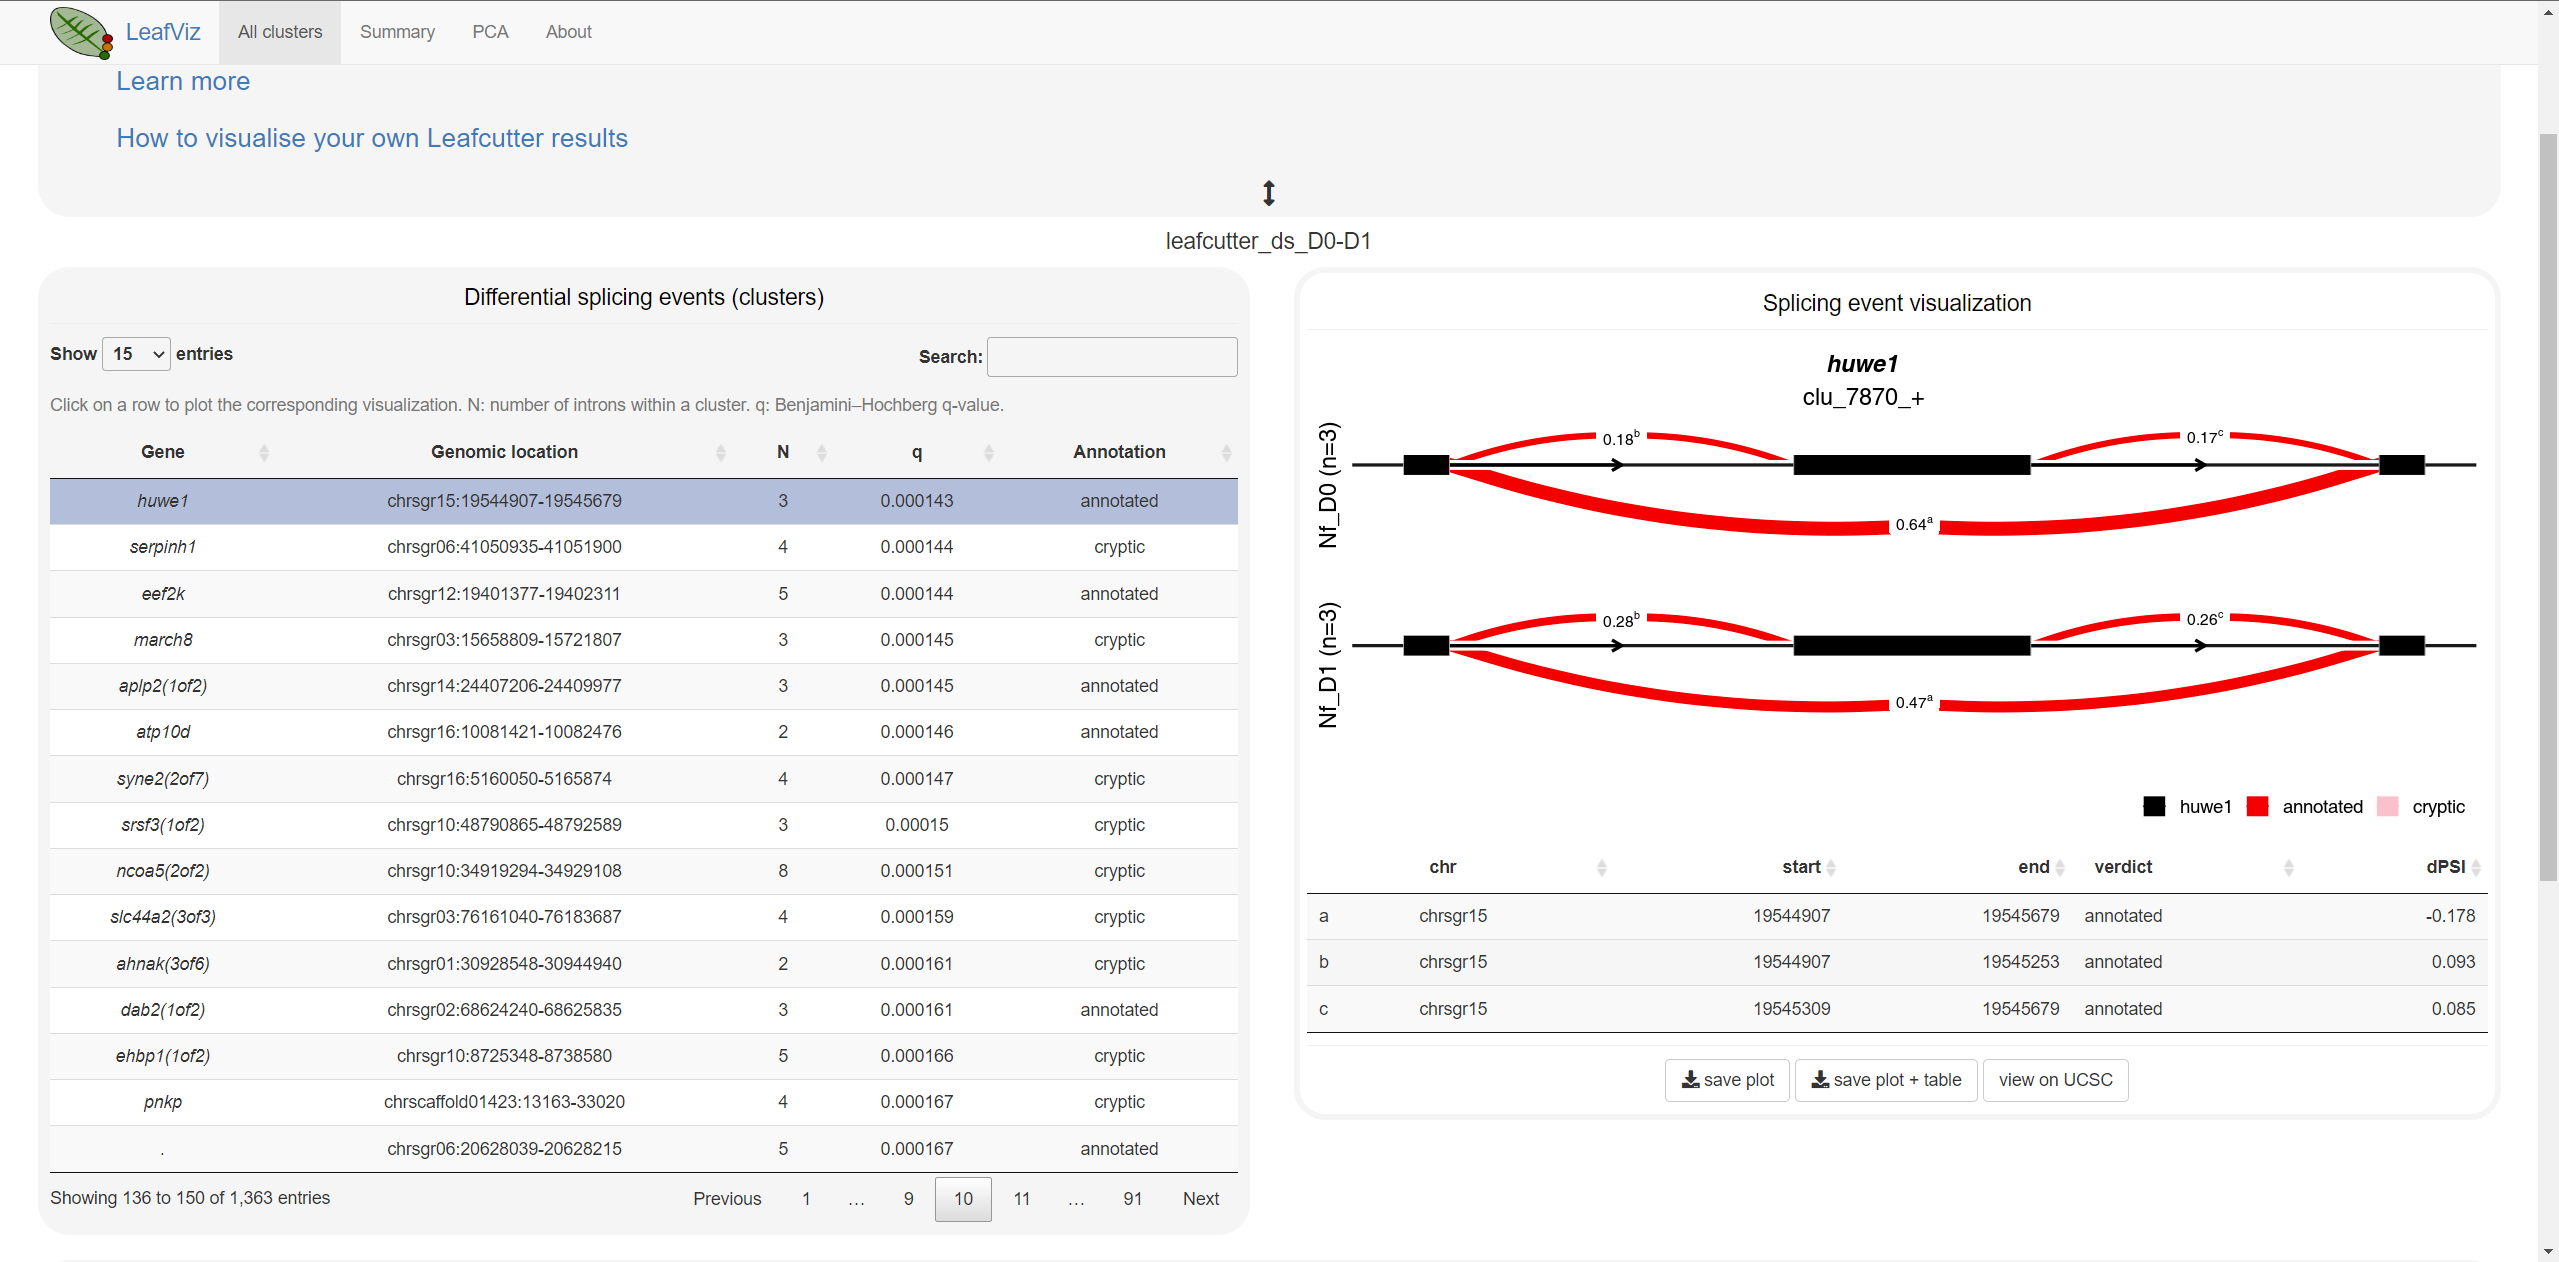 LeafViz All clusters Summary PCA About
Learn more
How to visualise your own Leafcutter results
leafcutter_ds_D0-D1
Differential splicing events (clusters)
Show 15 entries Search:
Click on a row to plot the corresponding visualization. N: number of introns within a cluster. q: Benjamini–Hochberg q-value.
Gene Genomic location N q Annotation
huwe1 chrsgr15:19544907-19545679 3 0.000143 annotated
serpinh1 chrsgr06:41050935-41051900 4 0.000144 cryptic
eef2k chrsgr12:19401377-19402311 5 0.000144 annotated
march8 chrsgr03:15658809-15721807 3 0.000145 cryptic
aplp2(1of2) chrsgr14:24407206-24409977 3 0.000145 annotated
atp10d chrsgr16:10081421-10082476 2 0.000146 annotated
syne2(2of7) chrsgr16:5160050-5165874 4 0.000147 cryptic
srsf3(1of2) chrsgr10:48790865-48792589 3 0.00015 cryptic
ncoa5(2of2) chrsgr10:34919294-34929108 8 0.000151 cryptic
slc44a2(3of3) chrsgr03:76161040-76183687 4 0.000159 cryptic
ahnak(3of6) chrsgr01:30928548-30944940 2 0.000161 cryptic
dab2(1of2) chrsgr02:68624240-68625835 3 0.000161 annotated
ehbp1(1of2) chrsgr10:8725348-8738580 5 0.000166 cryptic
pnkp chrscaffold01423:13163-33020 4 0.000167 cryptic
. chrsgr06:20628039-20628215 5 0.000167 annotated
Showing 136 to 150 of 1,363 entries Previous 1 … 9 10 11 … 91 Next
Splicing event visualization
huwe1
clu_7870_+
Nf_D0 (n=3)
0.18b 0.17c
0.64a
Nf_D1 (n=3)
0.28b 0.26c
0.47a
huwe1 annotated cryptic
chr start end verdict dPSI
a chrsgr15 19544907 19545679 annotated -0.178
b chrsgr15 19544907 19545253 annotated 0.093
c chrsgr15 19545309 19545679 annotated 0.085
save plot save plot + table view on UCSC